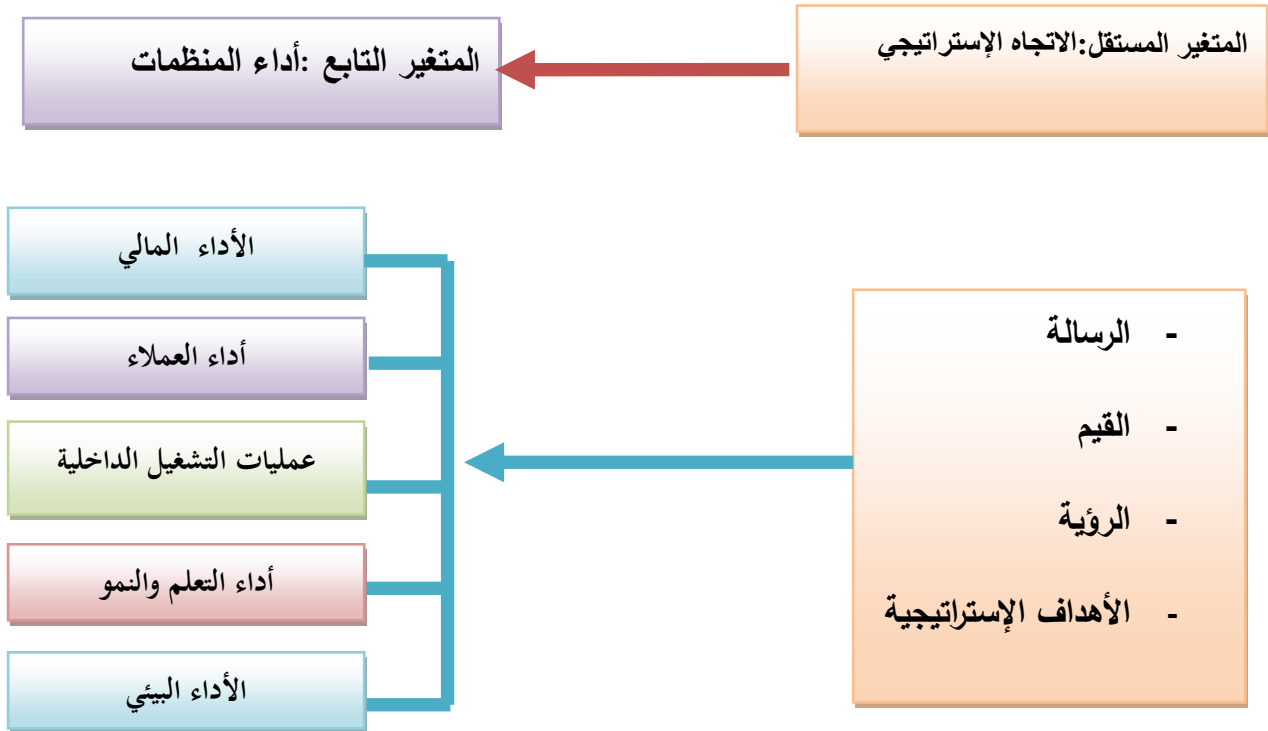 المتغير المستقل:الاتجاه الإستراتيجي
المتغير التابع :أداء المنظمات
- الرسالة
- القيم
- الرؤية
- الأهداف الإستراتيجية
الأداء المالي
أداء العملاء
عمليات التشغيل الداخلية
أداء التعلم والنمو
الأداء البيئي